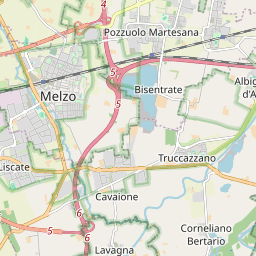 4
Pozzuolo Martesana
5
5
Bisentrate
Albig
d'A
Melzo
5
Liscate
Truccazzano
Cavaione
6
6
Corneliano
Bertario
Lavagna